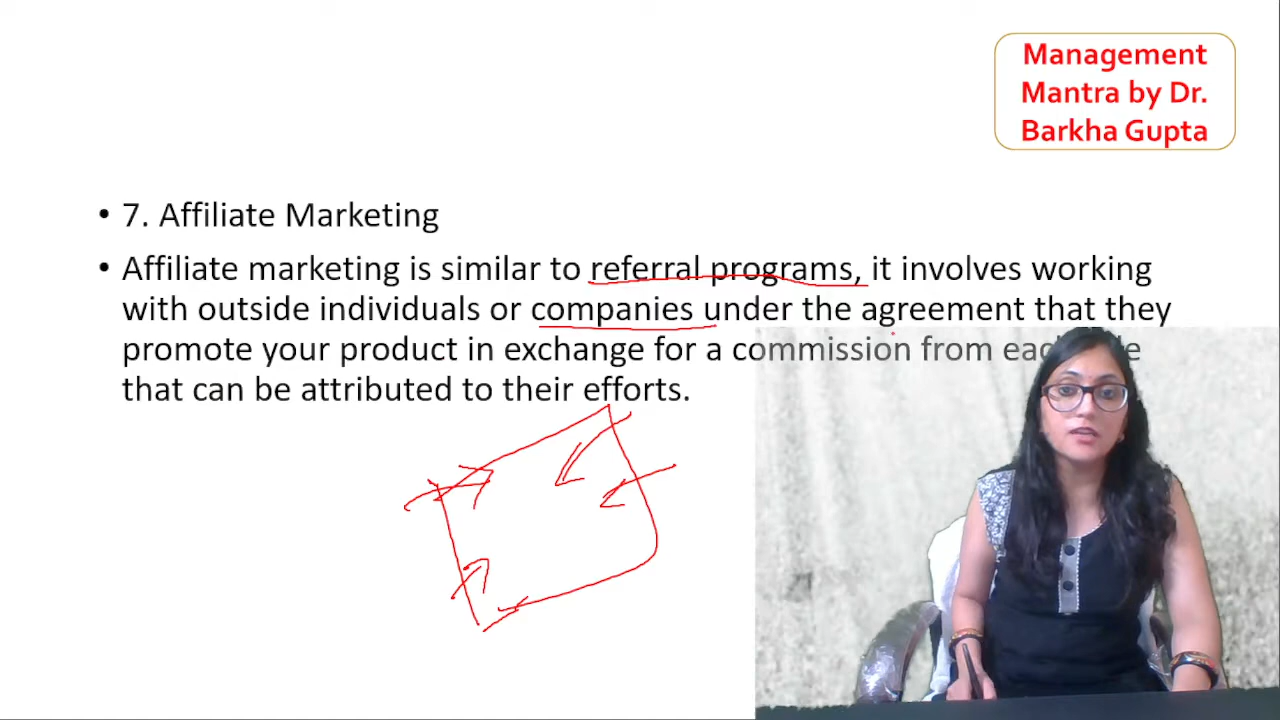 Management
Mantra by Dr.
Barkha Gupta
• 7. Affiliate Marketing
• Affiliate marketing is similar to referral programs, it involves working
with outside individuals or companies under the agreement that they
promote your product in exchange for a commission from each
that can be attributed to their efforts.